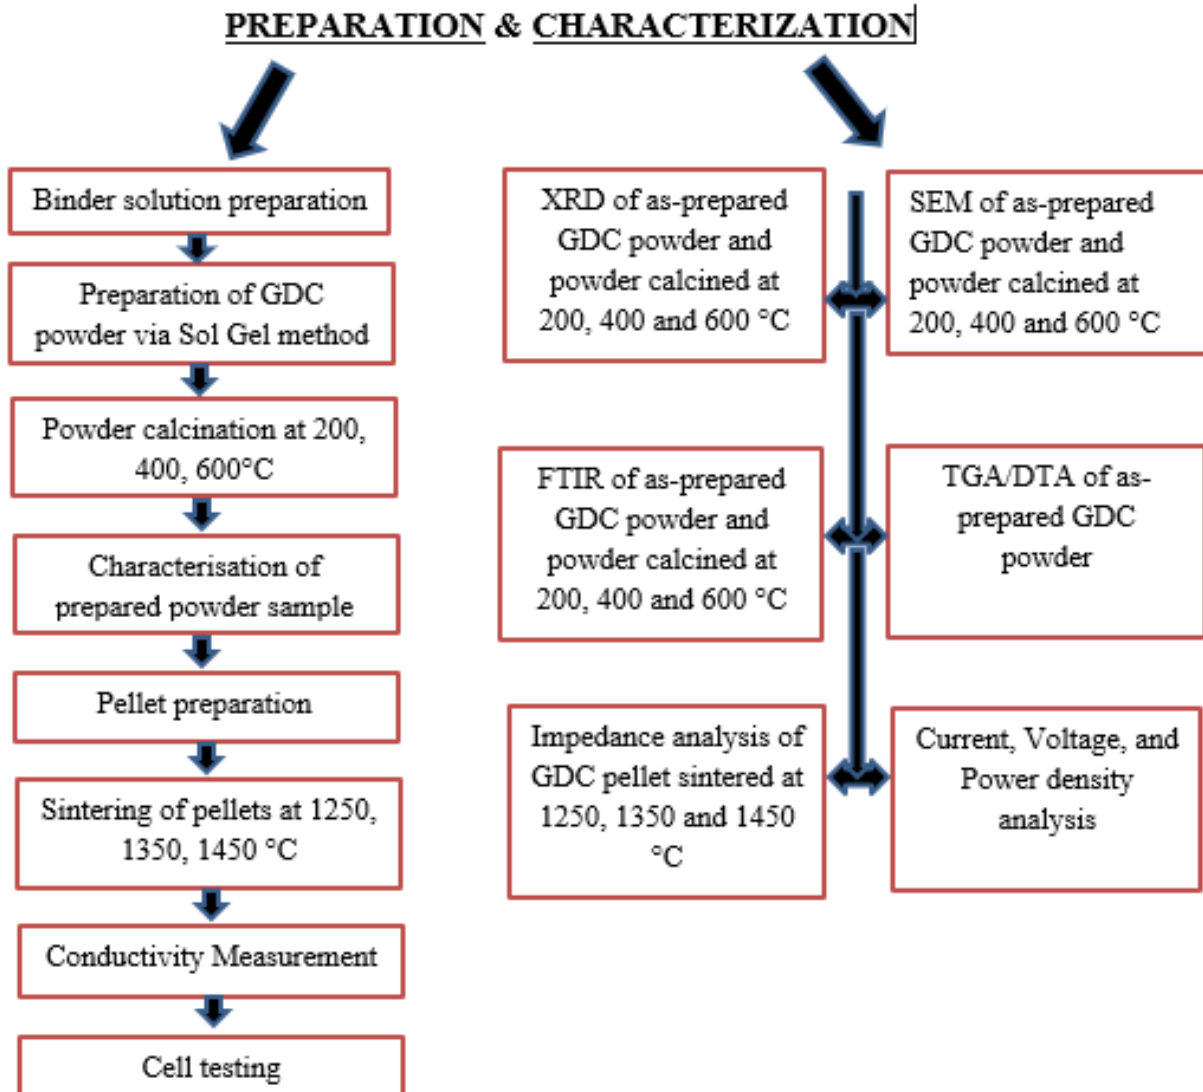 PREPARATION & CHARACTERIZATION
Binder solution preparation
Preparation of GDC
powder via Sol Gel method
Powder calcination at 200,
400, 600°C
Characterisation of
prepared powder sample
Pellet preparation
Sintering of pellets at 1250,
1350, 1450 °C
Conductivity Measurement
Cell testing
XRD of as-prepared
GDC powder and
powder calcined at
200, 400 and 600 °C
SEM of as-prepared
GDC powder and
powder calcined at
200, 400 and 600 °C
FTIR of as-prepared
GDC powder and
powder calcined at
200, 400 and 600 °C
TGA/DTA of as-
prepared GDC
powder
Impedance analysis of
GDC pellet sintered at
1250, 1350 and 1450
°C
Current, Voltage, and
Power density
analysis